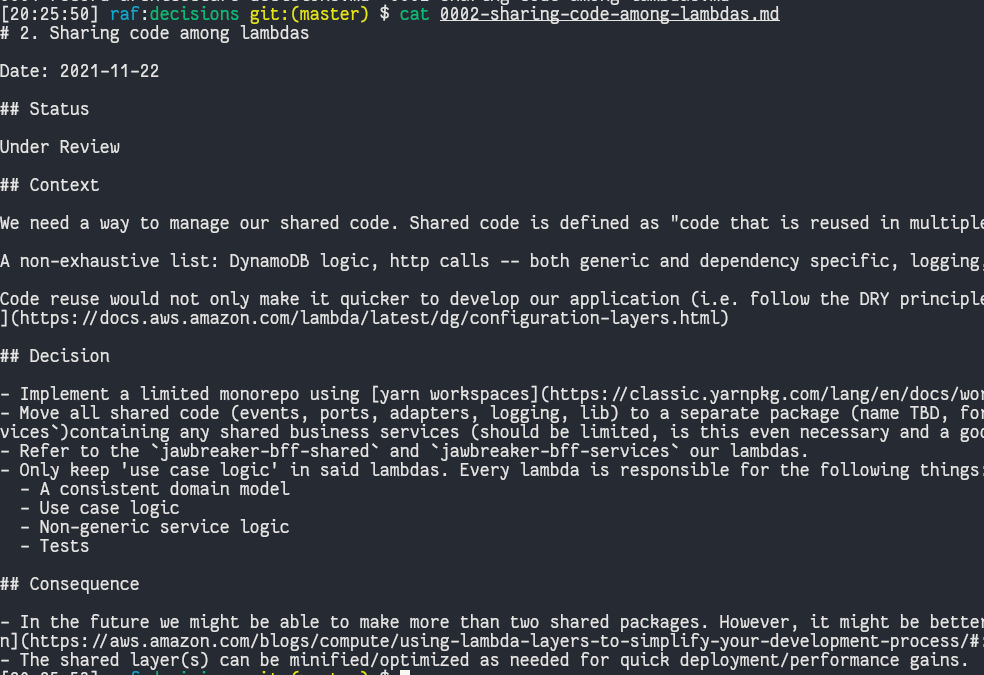 [20:25:50] raf:decisions git:(master) $ cat 0002-sharing-code-among-lambdas.md
# 2. Sharing code among lambdas
Date: 2021-11-22
## Status
Under Review
## Context
We need a way to manage our shared code. Shared code is defined as "code that is reused in multiple
A non-exhaustive list: DynamoDB logic, http calls -- both generic and dependency specific, logging,
Code reuse would not only make it quicker to develop our application (i.e. follow the DRY principle
](https://docs.aws.amazon.com/lambda/latest/dg/configuration-layers.html)
## Decision
- Implement a limited monorepo using [yarn workspaces](https://classic.yarnpkg.com/lang/en/docs/wor
- Move all shared code (events, ports, adapters, logging, lib) to a separate package (name TBD, for
vices`)containing any shared business services (should be limited, is this even necessary and a goo
- Refer to the `jawbreaker-bff-shared` and `jawbreaker-bff-services` our lambdas.
- Only keep 'use case logic' in said lambdas. Every lambda is responsible for the following things:
- A consistent domain model
- Use case logic
- Non-generic service logic
- Tests
## Consequence
- In the future we might be able to make more than two shared packages. However, it might be better
n](https://aws.amazon.com/blogs/compute/using-lambda-layers-to-simplify-your-development-process/#:
- The shared layer(s) can be minified/optimized as needed for quick deployment/performance gains.